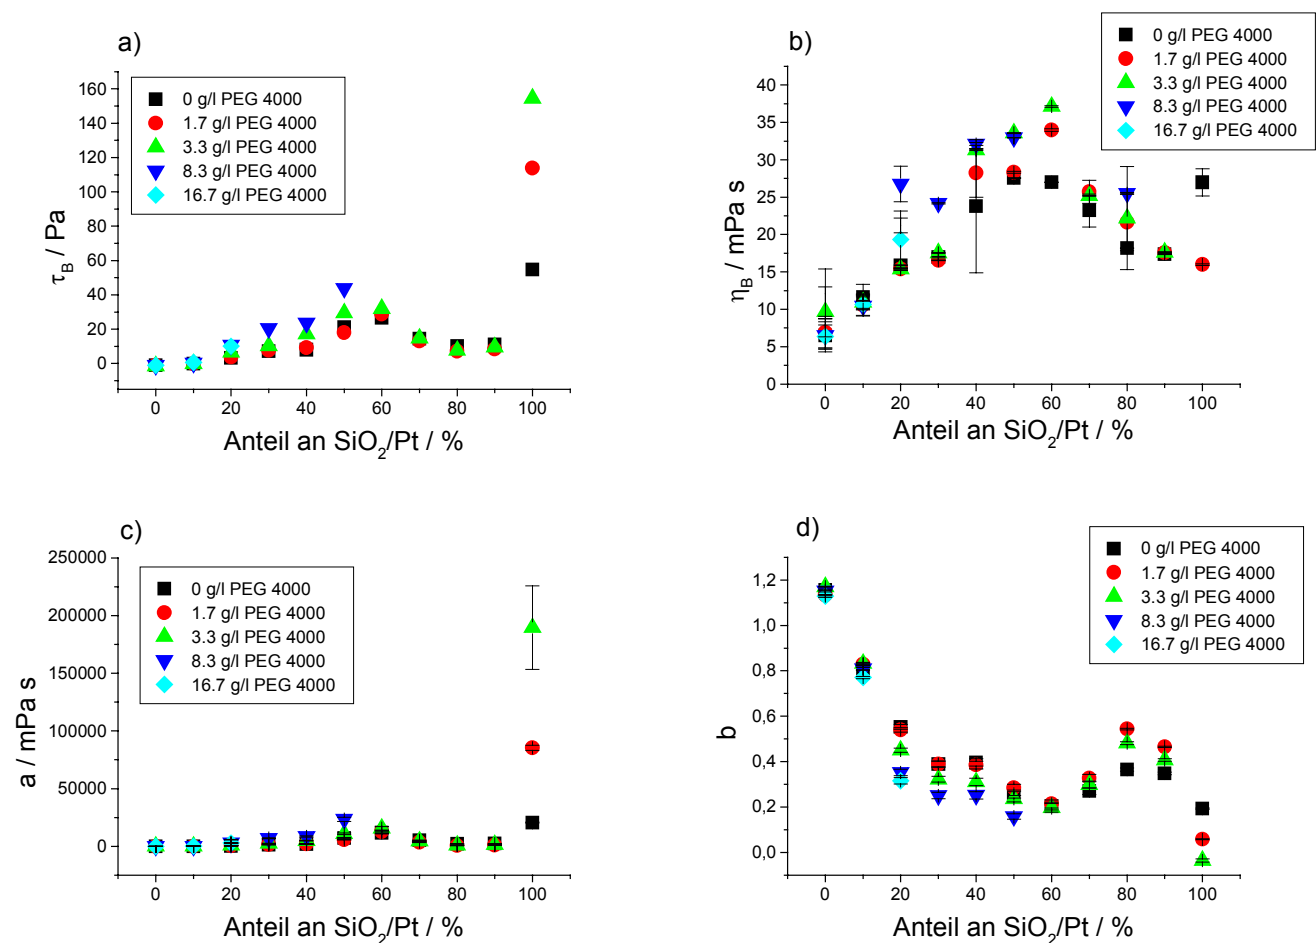 a)
τB / Pa
160
140
120
100
80
60
40
20
0
0 g/l PEG 4000
1.7 g/l PEG 4000
3.3 g/l PEG 4000
8.3 g/l PEG 4000
16.7 g/l PEG 4000
0 20 40 60 80 100
Anteil an SiO2/Pt / %
b)
ηB / mPa s
40
35
30
25
20
15
10
5
0
0 g/l PEG 4000
1.7 g/l PEG 4000
3.3 g/l PEG 4000
8.3 g/l PEG 4000
16.7 g/l PEG 4000
0 20 40 60 80 100
Anteil an SiO2/Pt / %
c)
a / mPa s
250000
200000
150000
100000
50000
0
0 g/l PEG 4000
1.7 g/l PEG 4000
3.3 g/l PEG 4000
8.3 g/l PEG 4000
16.7 g/l PEG 4000
0 20 40 60 80 100
Anteil an SiO2/Pt / %
d)
b
1,2
1,0
0,8
0,6
0,4
0,2
0,0
0 g/l PEG 4000
1.7 g/l PEG 4000
3.3 g/l PEG 4000
8.3 g/l PEG 4000
16.7 g/l PEG 4000
0 20 40 60 80 100
Anteil an SiO2/Pt / %